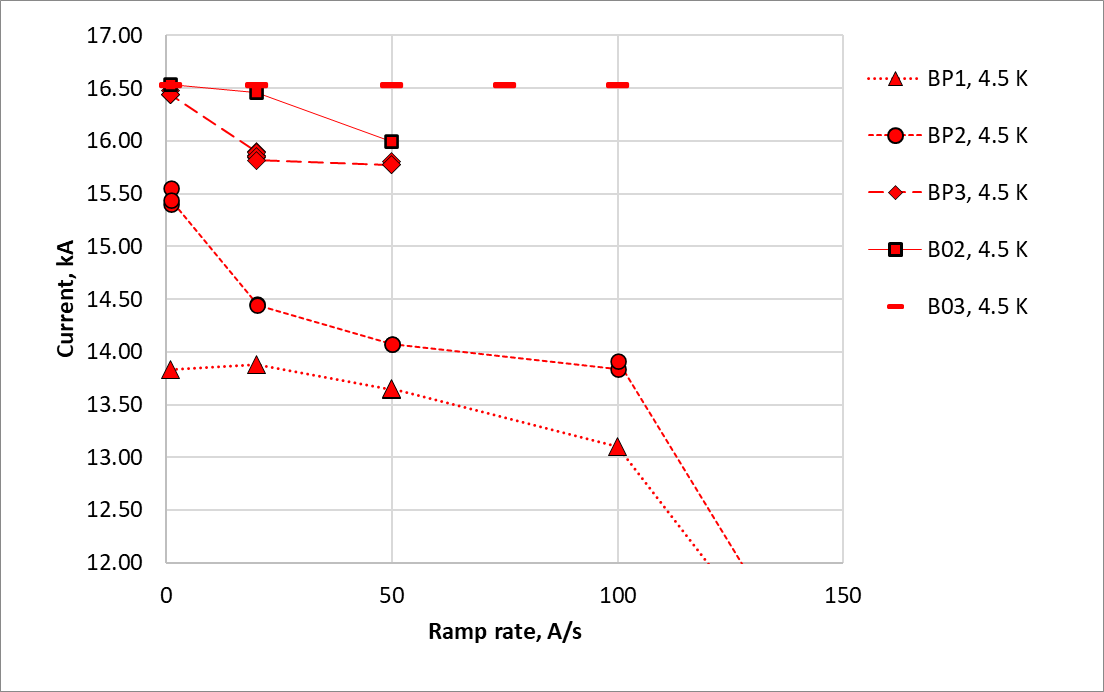 17.00
16.50
16.00
15.50
15.00
14.50
14.00
13.50
13.00
12.50
12.00
Current, kA
0 50 100 150
Ramp rate, A/s
BP1, 4.5 K
BP2, 4.5 K
BP3, 4.5 K
B02, 4.5 K
B03, 4.5 K